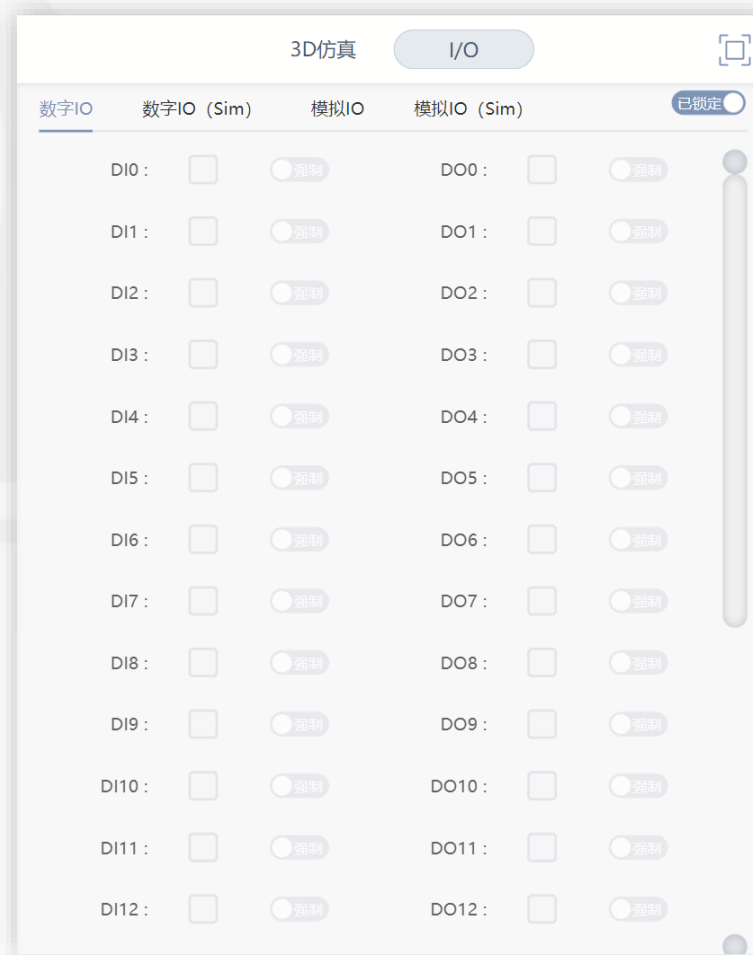 3D仿真 I/O
数字IO 数字IO（Sim） 模拟IO 模拟IO（Sim） 已锁定
DI0 : 强制 DO0 : 强制
DI1 : 强制 DO1 : 强制
DI2 : 强制 DO2 : 强制
DI3 : 强制 DO3 : 强制
DI4 : 强制 DO4 : 强制
DI5 : 强制 DO5 : 强制
DI6 : 强制 DO6 : 强制
DI7 : 强制 DO7 : 强制
DI8 : 强制 DO8 : 强制
DI9 : 强制 DO9 : 强制
DI10 : 强制 DO10 : 强制
DI11 : 强制 DO11 : 强制
DI12 : 强制 DO12 : 强制